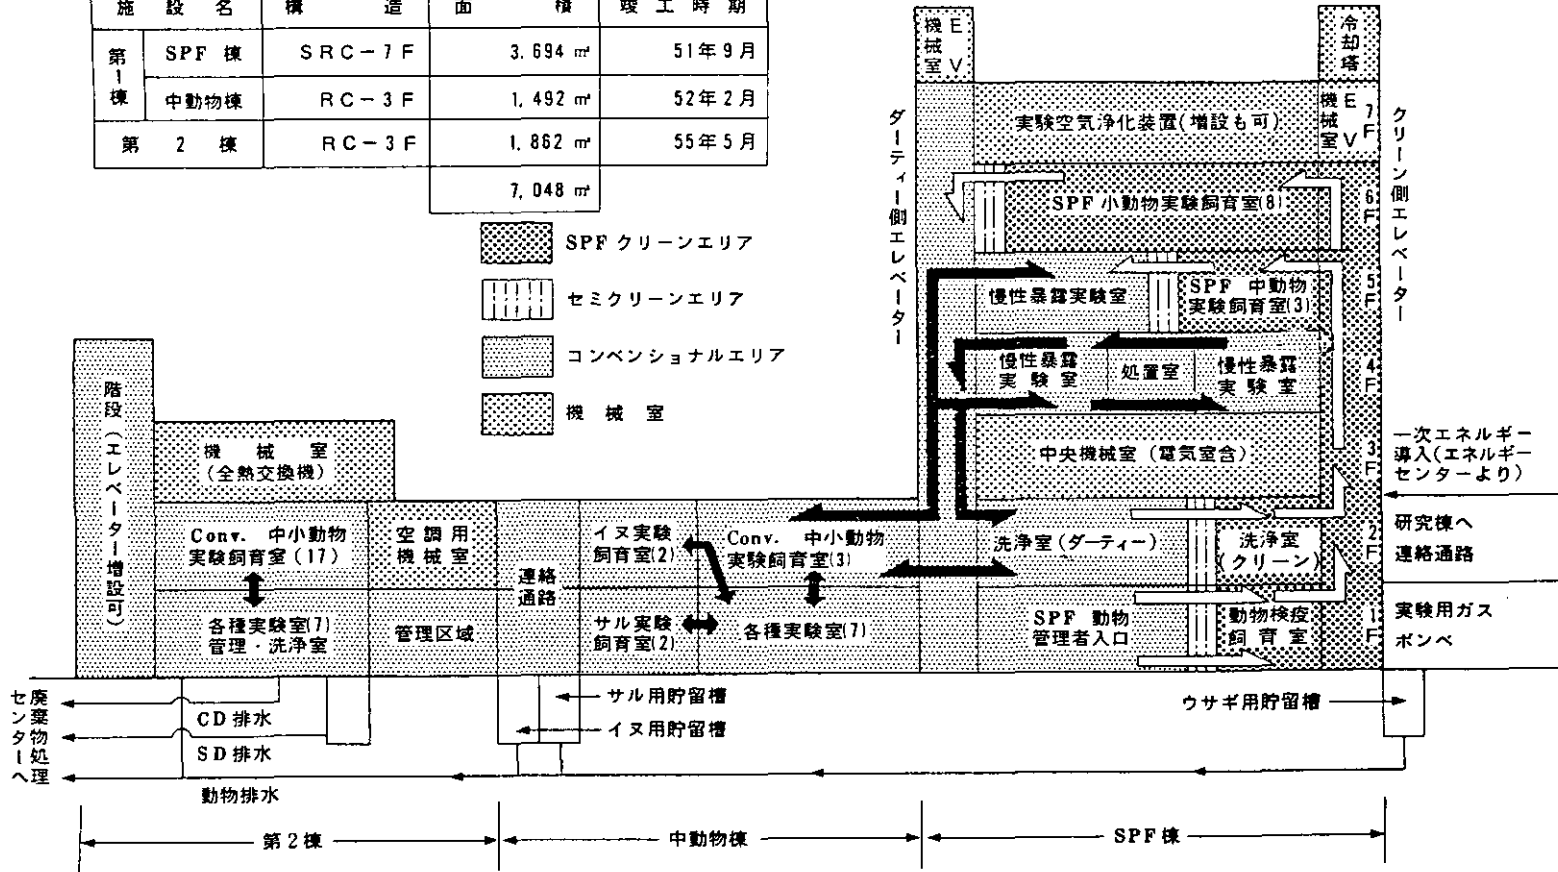 施設名 構造 面積 竣工時期
第1棟 SPF棟 SRC－7F 3.694㎡ 51年9月
中動物棟 RC－3F 1,492㎡ 52年2月
第2棟 RC－3F 1,862㎡ 55年5月
7,048㎡
SPFクリーンエリア
セミクリーンエリア
コンベンショナルエリア
機械室
EV機械室
冷却塔
ダーティー側エレベーター
実験空気浄化装置(増設も可)
EV機械室
7F
クリーン側エレベーター
SPF小動物実験飼育室(8)
6F
慢性暴露実験室
SPF 中動物
実験飼育室(3)
5F
慢性暴露
実験室
処置室
慢性暴露
実験室
4F
中央機械室(電気室含)
3F
一次エネルギー
導入(エネルギー
センターより)
階段(エレベーター増設可)
機械室
(全熱交換機)
Conv. 中小動物
実験飼育室(17)
空調用
機械室
連絡
通路
イヌ実験
飼育室(2)
Conv. 中小動物
実験飼育室(3)
洗浄室(ダーティー)
洗浄室
(クリーン)
2F
研究棟へ
連絡通路
各種実験室(7)
管理・洗浄室
管理区域
サル実験
飼育室(2)
各種実験室(7)
SPF 動物
管理者入口
動物検疫
飼育室
1F
実験用ガス
ボンベ
廃棄物処理
センターへ
CD排水
SD排水
動物排水
サル用貯留槽
イヌ用貯留槽
ウサギ用貯留槽
第2棟
中動物棟
SPF棟